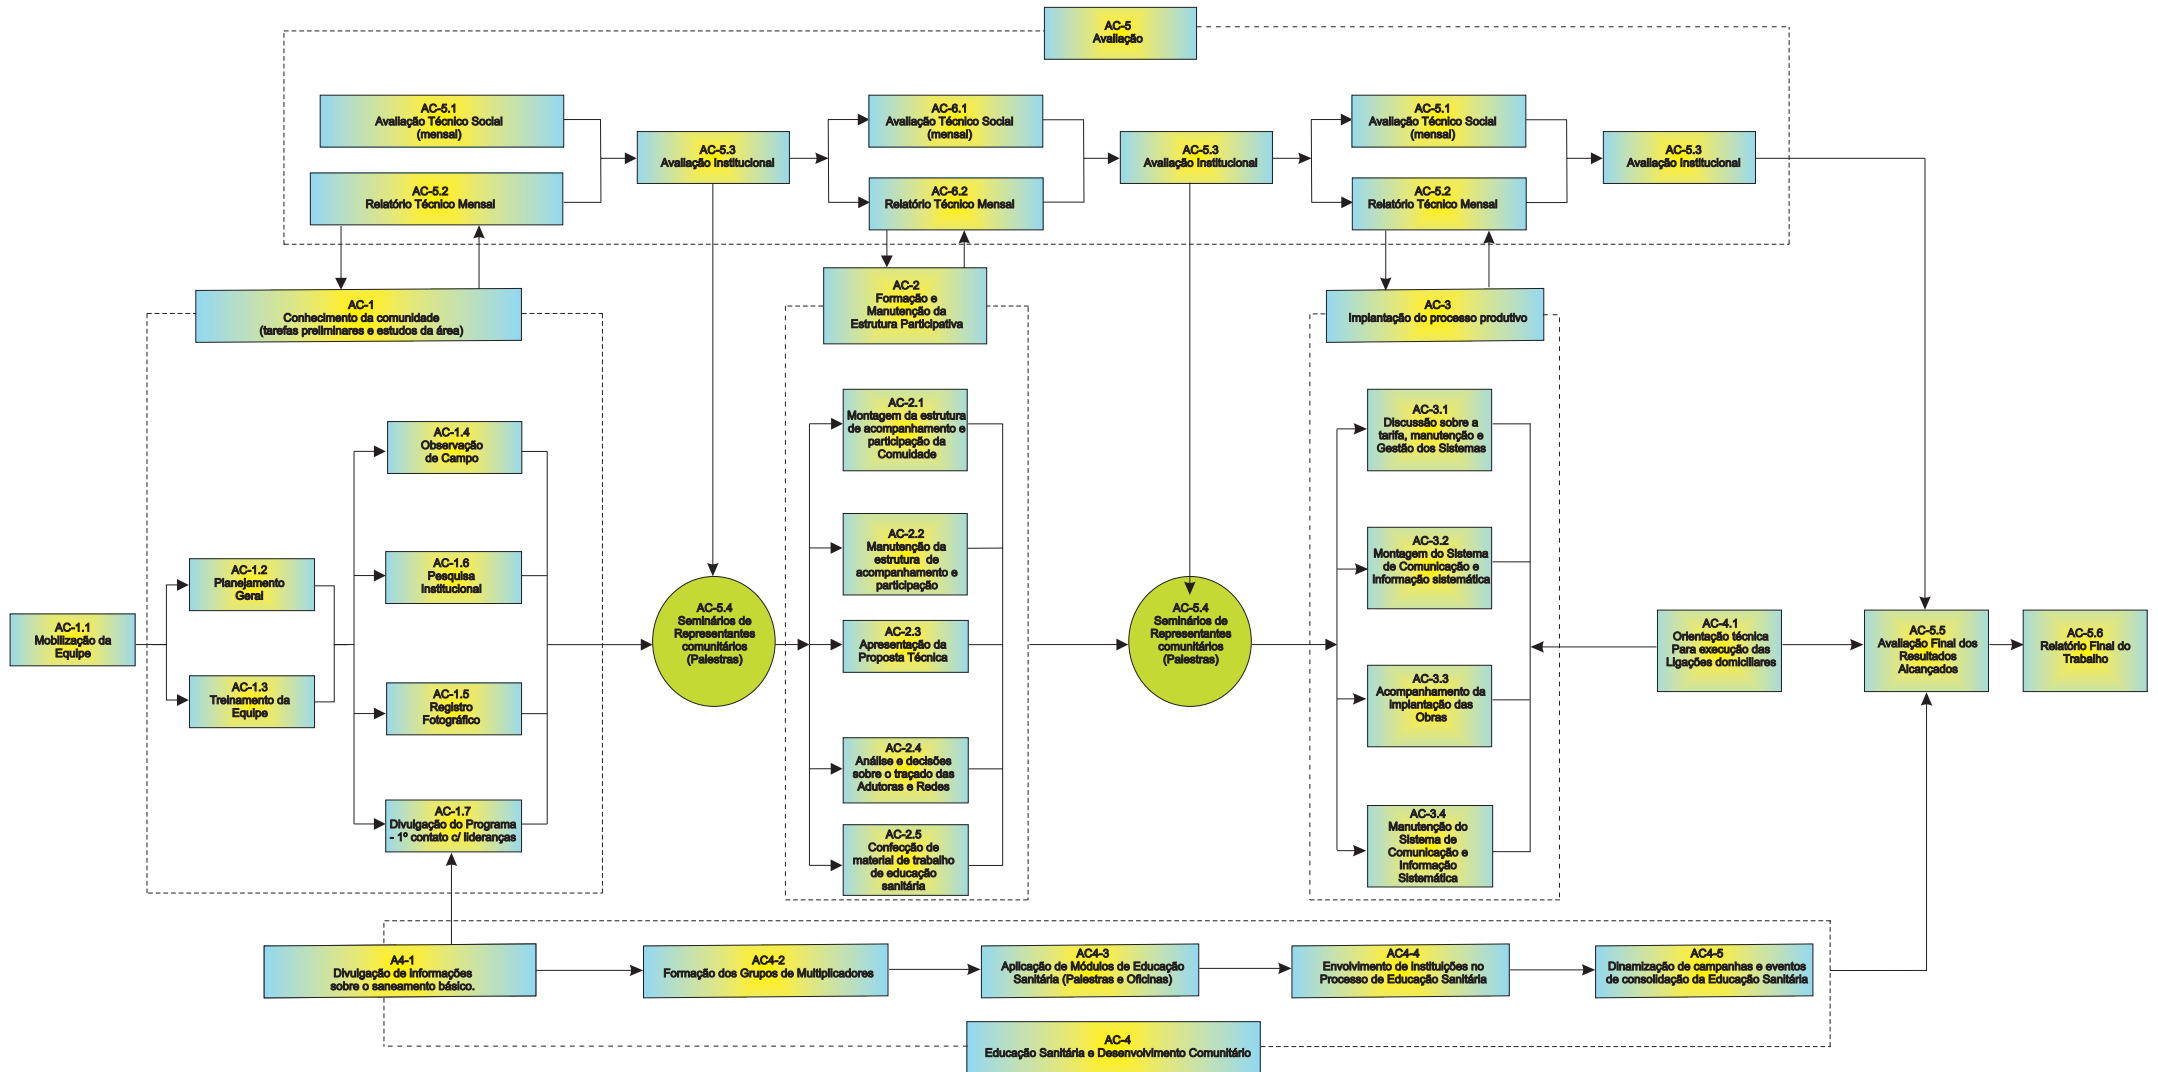 AC-5
Avaliação
AC-5.1
Avaliação Técnico Social
(mensal)
AC-5.2
Relatório Técnico Mensal
AC-5.3
Avaliação Institucional
AC-6.1
Avaliação Técnico Social
(mensal)
AC-6.2
Relatório Técnico Mensal
AC-5.3
Avaliação Institucional
AC-5.1
Avaliação Técnico Social
(mensal)
AC-5.2
Relatório Técnico Mensal
AC-5.3
Avaliação Institucional
AC-1
Conhecimento da comunidade
(tarefas preliminares e estudos da área)
AC-2
Formação e
Manutenção da
Estrutura Participativa
AC-3
Implantação do processo produtivo
AC-1.1
Mobilização da
Equipe
AC-1.2
Planejamento
Geral
AC-1.3
Treinamento da
Equipe
AC-1.4
Observação
de Campo
AC-1.6
Pesquisa
Institucional
AC-1.5
Registro
Fotográfico
AC-1.7
Divulgação do Programa
- 1º contato c/ lideranças
AC-5.4
Seminários de
Representantes
comunitários
(Palestras)
AC-2.1
Montagem da estrutura
de acompanhamento e
participação da
Comuidade
AC-2.2
Manutenção da
estrutura de
acompanhamento e
participação
AC-2.3
Apresentação da
Proposta Técnica
AC-2.4
Análise e decisões
sobre o traçado das
Adutoras e Redes
AC-2.5
Confecção de
material de trabalho
de educação
sanitária
AC-5.4
Seminários de
Representantes
comunitários
(Palestras)
AC-3.1
Discussão sobre a
tarifa, manutenção e
Gestão dos Sistemas
AC-3.2
Montagem do Sistema
de Comunicação e
Informação sistemática
AC-3.3
Acompanhamento da
Implantação das
Obras
AC-3.4
Manutenção do
Sistema de
Comunicação e
Informação
Sistemática
AC-4.1
Orientação técnica
Para execução das
Ligações domiciliares
AC-5.5
Avaliação Final dos
Resultados
Alcançados
AC-5.6
Relatório Final do
Trabalho
A4-1
Divulgação de Informações
sobre o saneamento básico.
AC4-2
Formação dos Grupos de Multiplicadores
AC4-3
Aplicação de Módulos de Educação
Sanitária (Palestras e Oficinas)
AC4-4
Envolvimento de Instituições no
Processo de Educação Sanitária
AC4-5
Dinamização de campanhas e eventos
de consolidação da Educação Sanitária
AC-4
Educação Sanitária e Desenvolvimento Comunitário